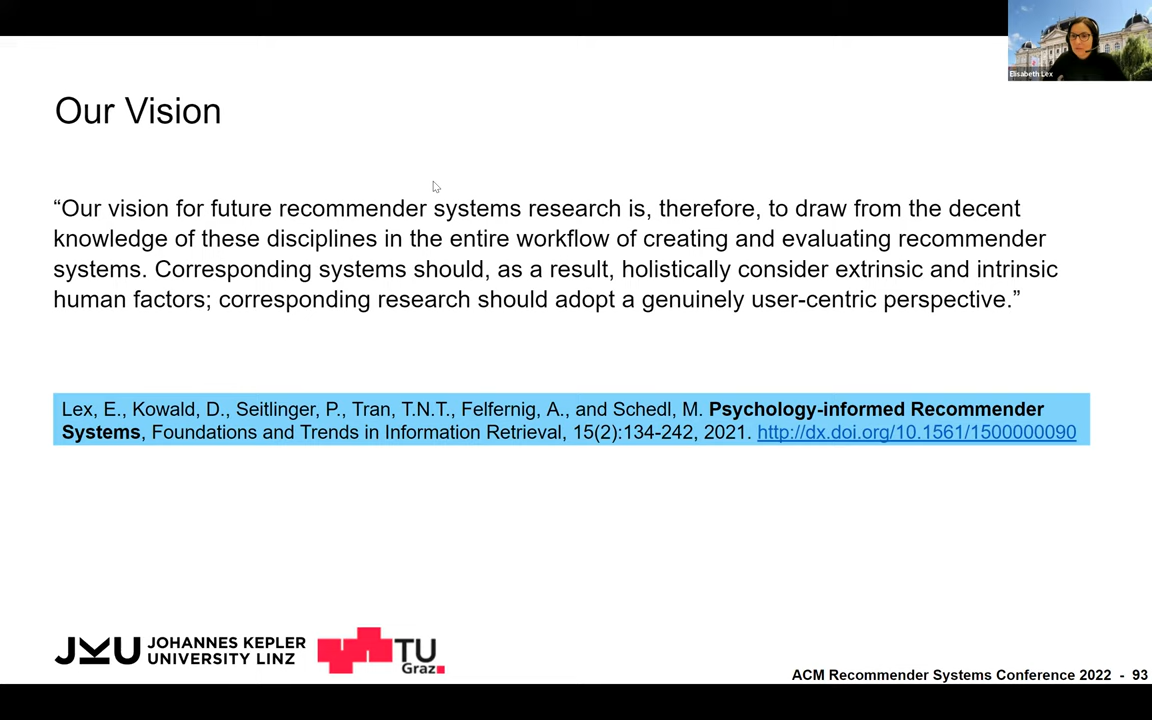 Elisabeth Lex
Our Vision
“Our vision for future recommender systems research is, therefore, to draw from the decent
knowledge of these disciplines in the entire workflow of creating and evaluating recommender
systems. Corresponding systems should, as a result, holistically consider extrinsic and intrinsic
human factors; corresponding research should adopt a genuinely user-centric perspective.”
Lex, E., Kowald, D., Seitlinger, P., Tran, T.N.T., Felfernig, A., and Schedl, M. Psychology-informed Recommender
Systems, Foundations and Trends in Information Retrieval, 15(2):134-242, 2021. http://dx.doi.org/10.1561/1500000090
JKU JOHANNES KEPLER
UNIVERSITY LINZ
TU
Graz
ACM Recommender Systems Conference 2022 - 93